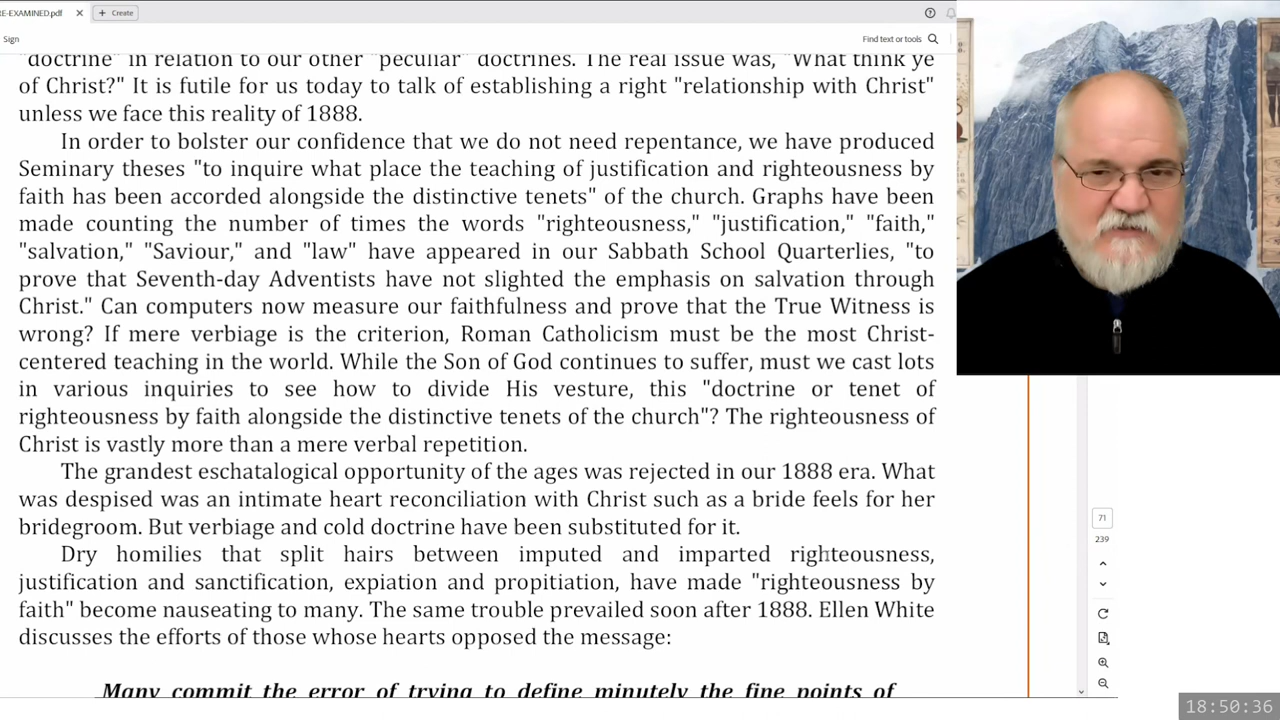 RE-EXAMINED.pdf
Create
Sign
Find text or tools
"doctrine" in relation to our other "peculiar" doctrines. The real issue was, "What think ye
of Christ?" It is futile for us today to talk of establishing a right "relationship with Christ"
unless we face this reality of 1888.
In order to bolster our confidence that we do not need repentance, we have produced
Seminary theses "to inquire what place the teaching of justification and righteousness by
faith has been accorded alongside the distinctive tenets" of the church. Graphs have been
made counting the number of times the words "righteousness," "justification," "faith,"
"salvation," "Saviour," and "law" have appeared in our Sabbath School Quarterlies, "to
prove that Seventh-day Adventists have not slighted the emphasis on salvation through
Christ." Can computers now measure our faithfulness and prove that the True Witness is
wrong? If mere verbiage is the criterion, Roman Catholicism must be the most Christ-
centered teaching in the world. While the Son of God continues to suffer, must we cast lots
in various inquiries to see how to divide His vesture, this "doctrine or tenet of
righteousness by faith alongside the distinctive tenets of the church"? The righteousness of
Christ is vastly more than a mere verbal repetition.
The grandest eschatalogical opportunity of the ages was rejected in our 1888 era. What
was despised was an intimate heart reconciliation with Christ such as a bride feels for her
bridegroom. But verbiage and cold doctrine have been substituted for it.
Dry homilies that split hairs between imputed and imparted righteousness,
justification and sanctification, expiation and propitiation, have made "righteousness by
faith" become nauseating to many. The same trouble prevailed soon after 1888. Ellen White
discusses the efforts of those whose hearts opposed the message:
Many commit the error of trying to define minutely the fine points of
71
239
18:50:36